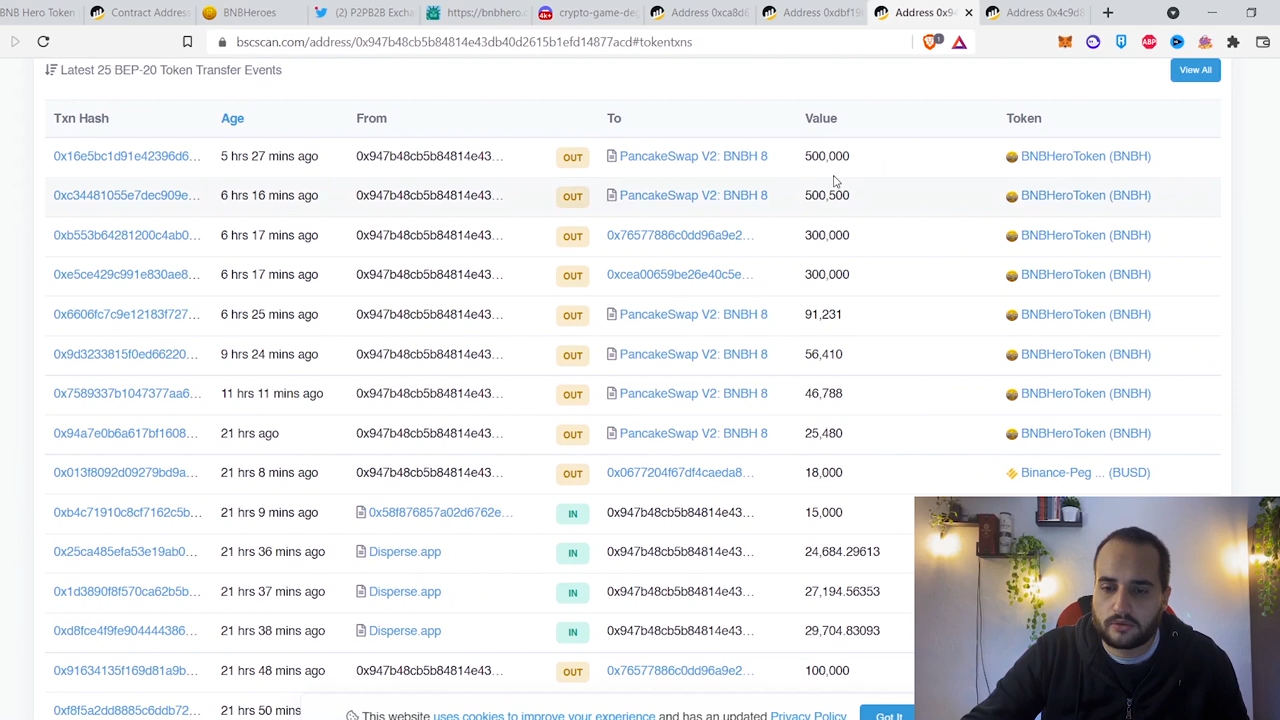 BNB Hero Token
Contract Address
BNBHeroes
(2) P2PB2B Exch
https://bnbhero.
4k+ crypto-game-de
Address 0xca8d6
Address 0xdbf19
Address 0x94
Address 0x4c9d8
bscscan.com/address/0x947b48cb5b84814e43db40d2615b1efd14877acd#tokentxns
1
ABP
Latest 25 BEP-20 Token Transfer Events
View All
Txn Hash Age From To Value Token
0x16e5bc1d91e42396d6... 5 hrs 27 mins ago 0x947b48cb5b84814e43... OUT PancakeSwap V2: BNBH 8 500,000 BNBHeroToken (BNBH)
0xc34481055e7dec909e... 6 hrs 16 mins ago 0x947b48cb5b84814e43... OUT PancakeSwap V2: BNBH 8 500,500 BNBHeroToken (BNBH)
0xb553b64281200c4ab0... 6 hrs 17 mins ago 0x947b48cb5b84814e43... OUT 0x76577886c0dd96a9e2... 300,000 BNBHeroToken (BNBH)
0xe5ce429c991e830ae8... 6 hrs 17 mins ago 0x947b48cb5b84814e43... OUT 0xcea00659be26e40c5e... 300,000 BNBHeroToken (BNBH)
0x6606fc7c9e12183f727... 6 hrs 25 mins ago 0x947b48cb5b84814e43... OUT PancakeSwap V2: BNBH 8 91,231 BNBHeroToken (BNBH)
0x9d3233815f0ed66220... 9 hrs 24 mins ago 0x947b48cb5b84814e43... OUT PancakeSwap V2: BNBH 8 56,410 BNBHeroToken (BNBH)
0x7589337b1047377aa6... 11 hrs 11 mins ago 0x947b48cb5b84814e43... OUT PancakeSwap V2: BNBH 8 46,788 BNBHeroToken (BNBH)
0x94a7e0b6a617bf1608... 21 hrs ago 0x947b48cb5b84814e43... OUT PancakeSwap V2: BNBH 8 25,480 BNBHeroToken (BNBH)
0x013f8092d09279bd9a... 21 hrs 8 mins ago 0x947b48cb5b84814e43... OUT 0x0677204f67df4caeda8... 18,000 Binance-Peg ... (BUSD)
0xb4c71910c8cf7162c5b... 21 hrs 9 mins ago 0x58f876857a02d6762e... IN 0x947b48cb5b84814e43... 15,000
0x25ca485efa53e19ab0... 21 hrs 36 mins ago Disperse.app IN 0x947b48cb5b84814e43... 24,684.29613
0x1d3890f8f570ca62b5b... 21 hrs 37 mins ago Disperse.app IN 0x947b48cb5b84814e43... 27,194.56353
0xd8fce4f9fe904444386... 21 hrs 38 mins ago Disperse.app IN 0x947b48cb5b84814e43... 29,704.83093
0x91634135f169d81a9b... 21 hrs 48 mins ago 0x947b48cb5b84814e43... OUT 0x76577886c0dd96a9e2... 100,000
0xf8f5a2dd8885c6ddb72... 21 hrs 50 mins
This website uses cookies to improve your experience and has an updated Privacy Policy. Got It